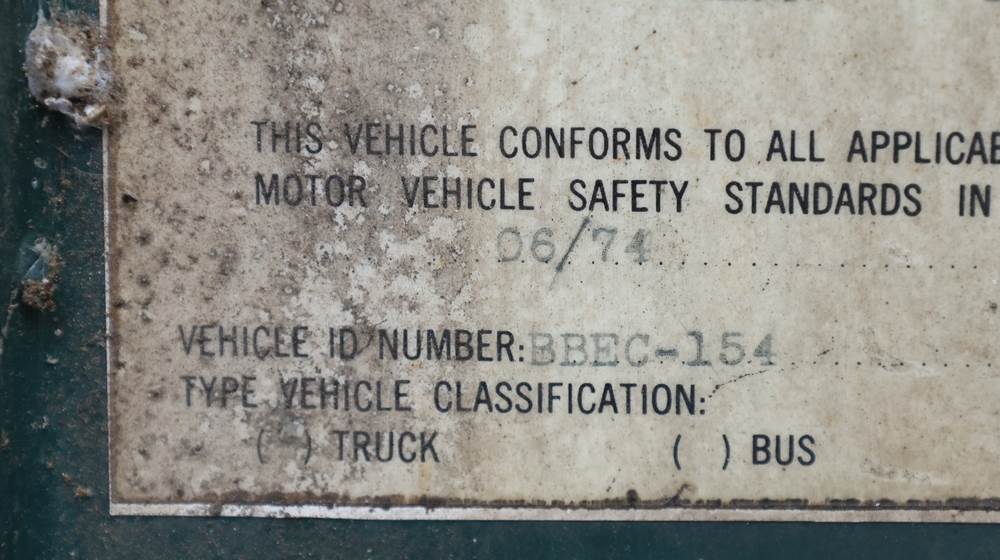 THIS VEHICLE CONFORMS TO ALL APPLICAB
MOTOR VEHICLE SAFETY STANDARDS IN
06/74
VEHICLE ID NUMBER: BBEC-154
TYPE VEHICLE CLASSIFICATION:
( ) TRUCK ( ) BUS